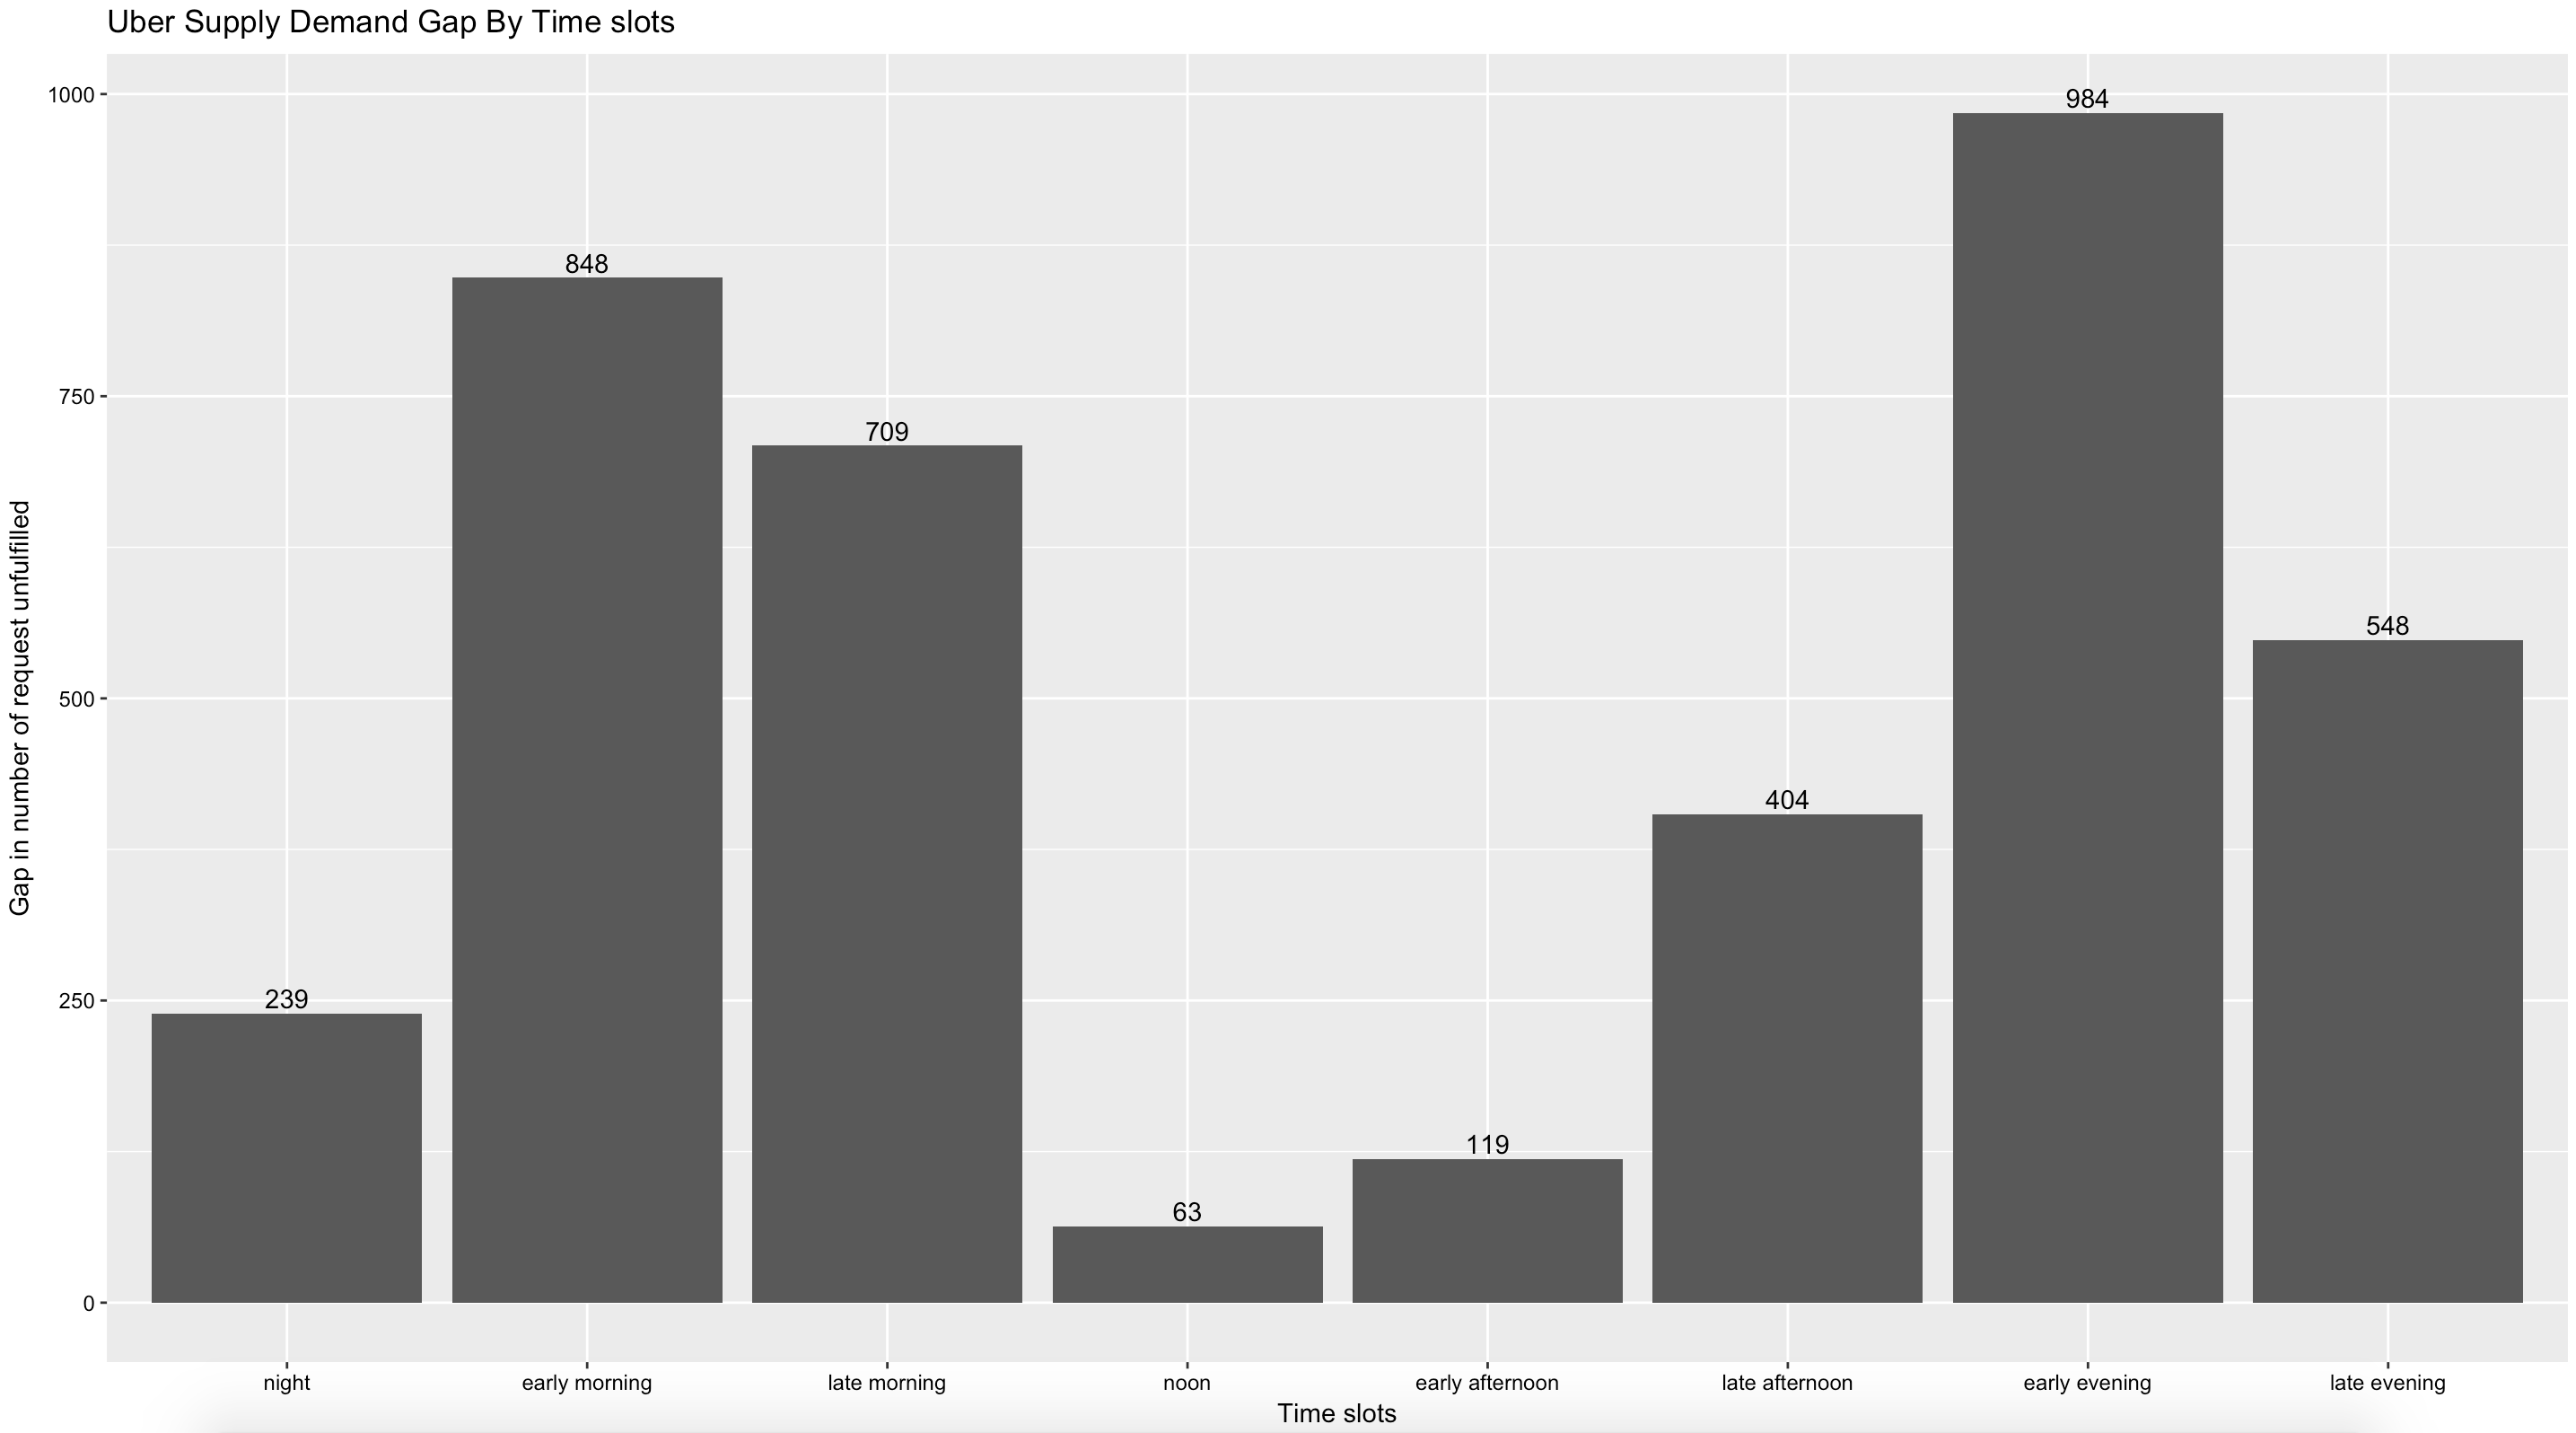 Uber Supply Demand Gap By Time slots
Gap in number of request unfulfilled
1000
750
500
250
0
239
848
709
63
119
404
984
548
night
early morning
late morning
noon
early afternoon
late afternoon
early evening
late evening
Time slots